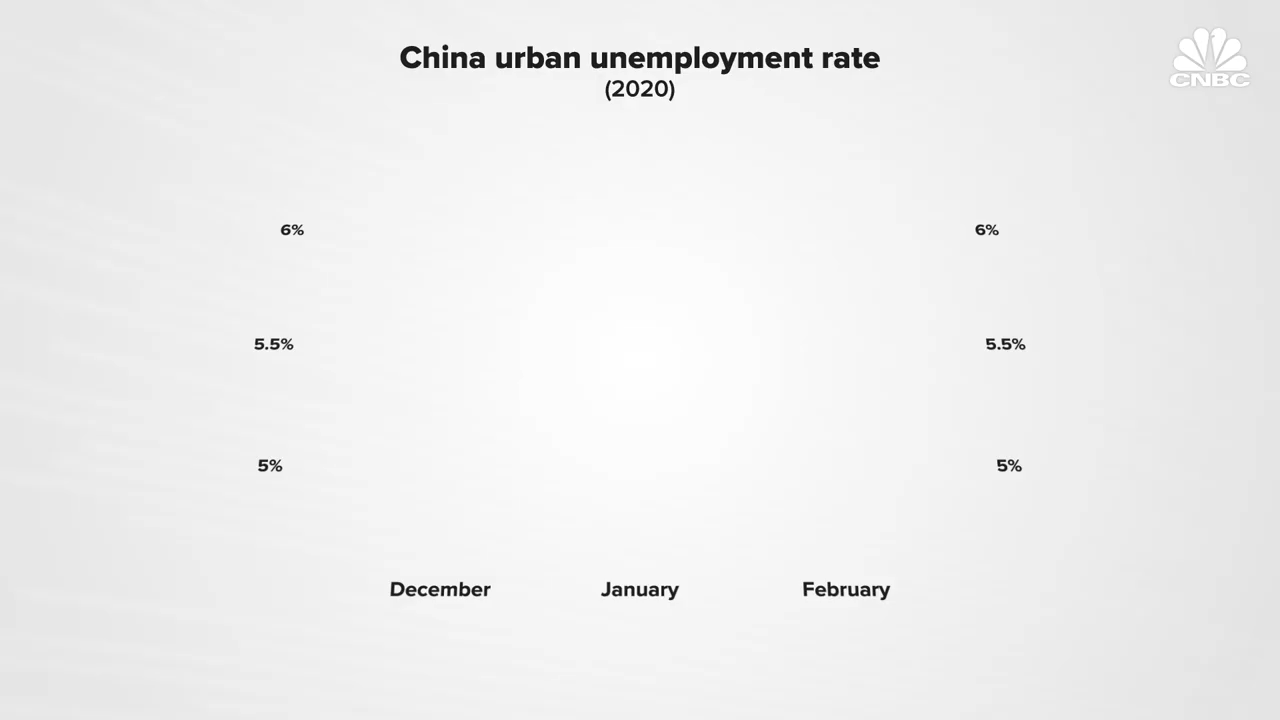 China urban unemployment rate
(2020)
CNBC
6% 6%
5.5% 5.5%
5% 5%
December January February